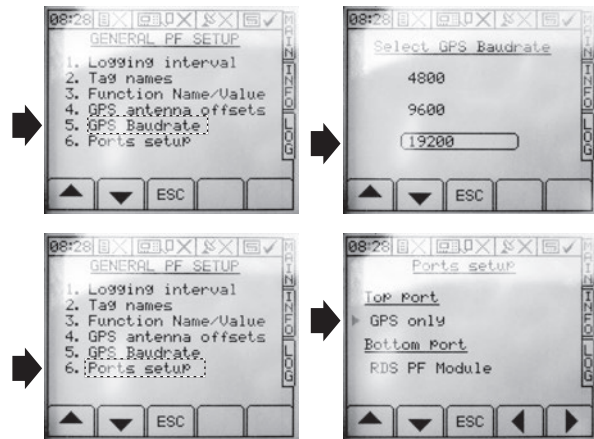 08:28
GENERAL PF SETUP
1. Logging interval
2. Tag names
3. Function Name/Value
4. GPS antenna offsets
5. GPS Baudrate
6. Ports setup
ESC
MAIN
INFO
LOG
08:28
Select GPS Baudrate
4800
9600
19200
ESC
MAIN
INFO
LOG
08:28
GENERAL PF SETUP
1. Logging interval
2. Tag names
3. Function Name/Value
4. GPS antenna offsets
5. GPS Baudrate
6. Ports setup
ESC
MAIN
INFO
LOG
08:28
Ports setup
Top port
GPS only
Bottom port
RDS PF Module
ESC
MAIN
INFO
LOG